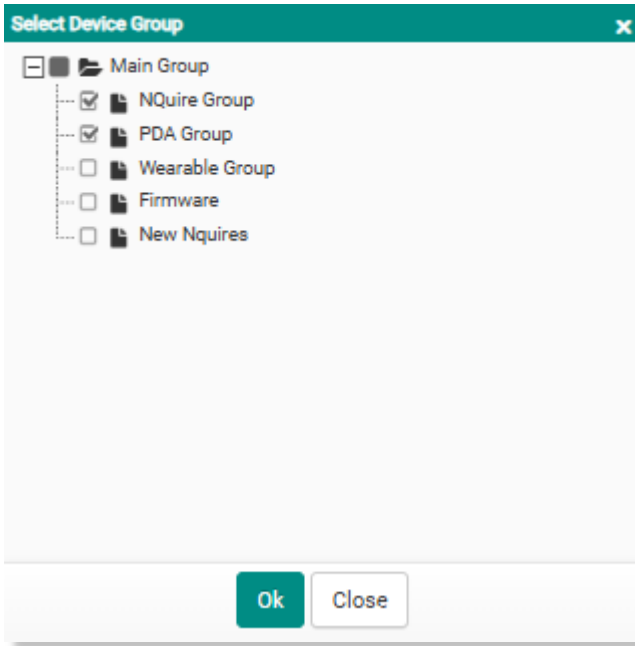 Select Device Group
Main Group
NQuire Group
PDA Group
Wearable Group
Firmware
New Nquires
Ok Close